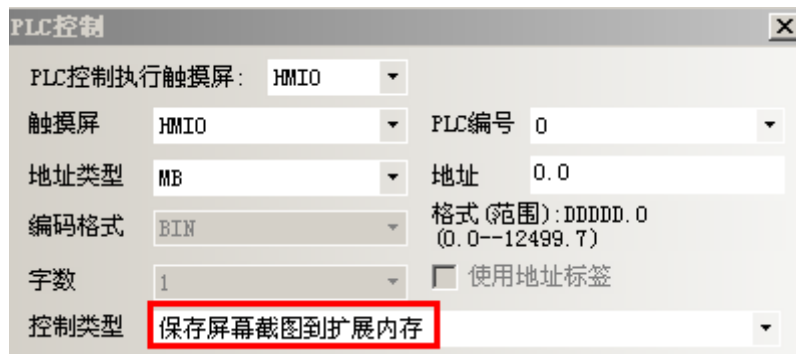 PLC控制
PLC控制执行触摸屏: HMI0
触摸屏 HMI0 PLC编号 0
地址类型 MB 地址 0.0
编码格式 BIN 格式(范围):DDDDD.O
(0.0--12499.7)
字数 1 使用地址标签
控制类型 保存屏幕截图到扩展内存